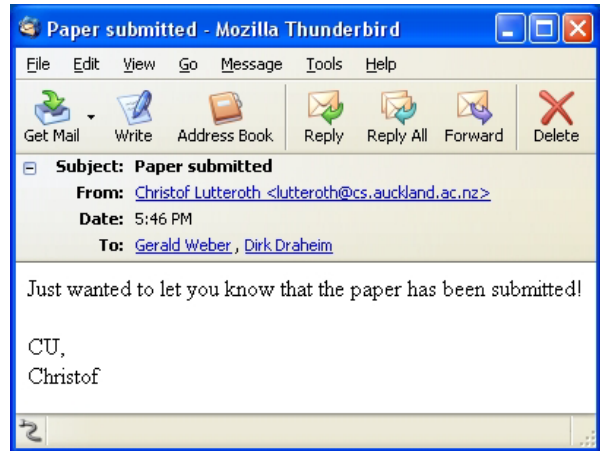 Paper submitted - Mozilla Thunderbird
File Edit View Go Message Tools Help
Get Mail Write Address Book Reply Reply All Forward Delete
Subject: Paper submitted
From: Christof Lutteroth <lutteroth@cs.auckland.ac.nz>
Date: 5:46 PM
To: Gerald Weber , Dirk Draheim
Just wanted to let you know that the paper has been submitted!
CU,
Christof